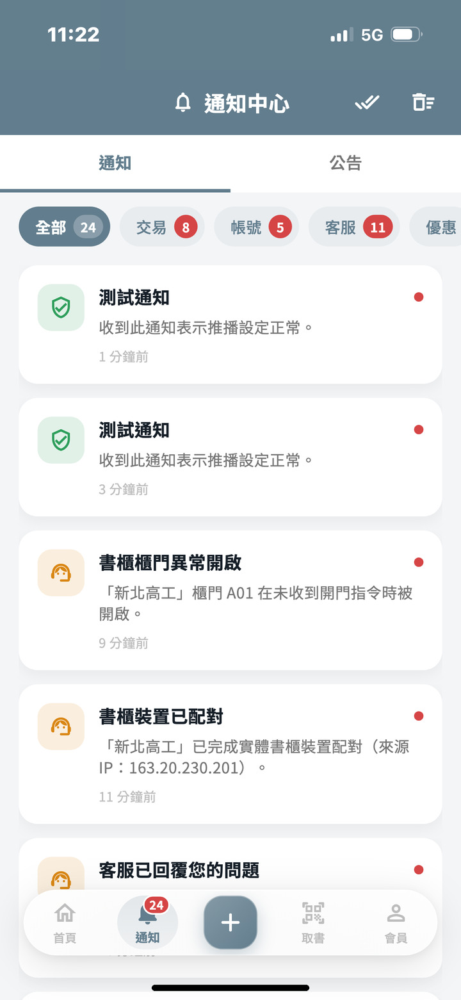 11:22
5G
通知中心
通知
公告
全部 24
交易 8
帳號 5
客服 11
優惠
測試通知
收到此通知表示推播設定正常。
1 分鐘前
測試通知
收到此通知表示推播設定正常。
3 分鐘前
書櫃櫃門異常開啟
「新北高工」櫃門 A01 在未收到開門指令時被
開啟。
9 分鐘前
書櫃裝置已配對
「新北高工」已完成實體書櫃裝置配對（來源
IP：163.20.230.201）。
11 分鐘前
客服已回覆您的問題
24
首頁
通知
取書
會員